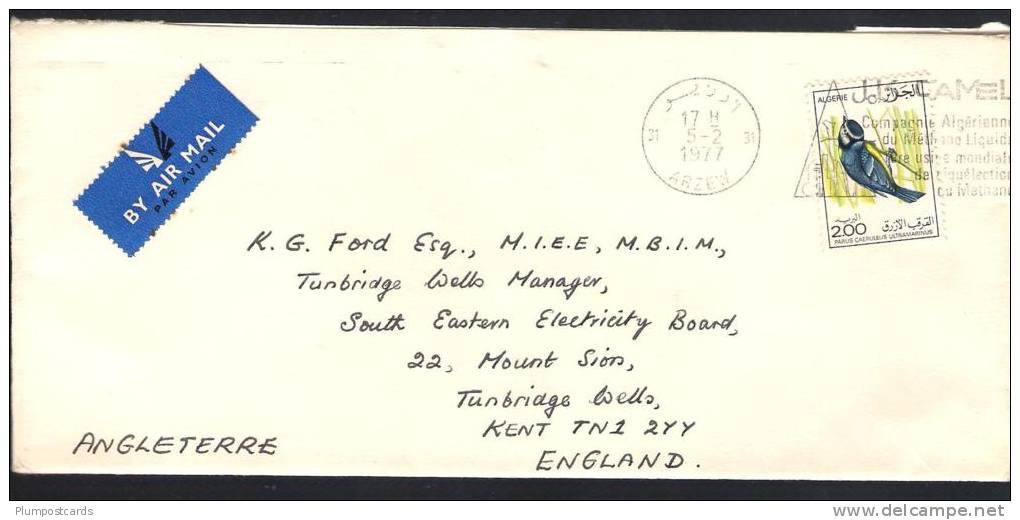 BY AIR MAIL
PAR AVION
17 H
31 5-2 31
1977
ARZEW
CAMEL
Compagnie Algérienne
du Méthane Liquide
usine mondiale
de
du Méthane
ALGERIE الجزائر
2.00
البرية
القرقب الأزرق
PARUS CAERULEUS ULTRAMARINUS
K. G. Ford Esq., M.I.E.E, M.B.I.M.,
Tunbridge Wells Manager,
South Eastern Electricity Board,
22, Mount Sion,
Tunbridge Wells,
KENT TN1 2YY
ENGLAND.
ANGLETERRE
Plumpostcards
www.delcampe.net